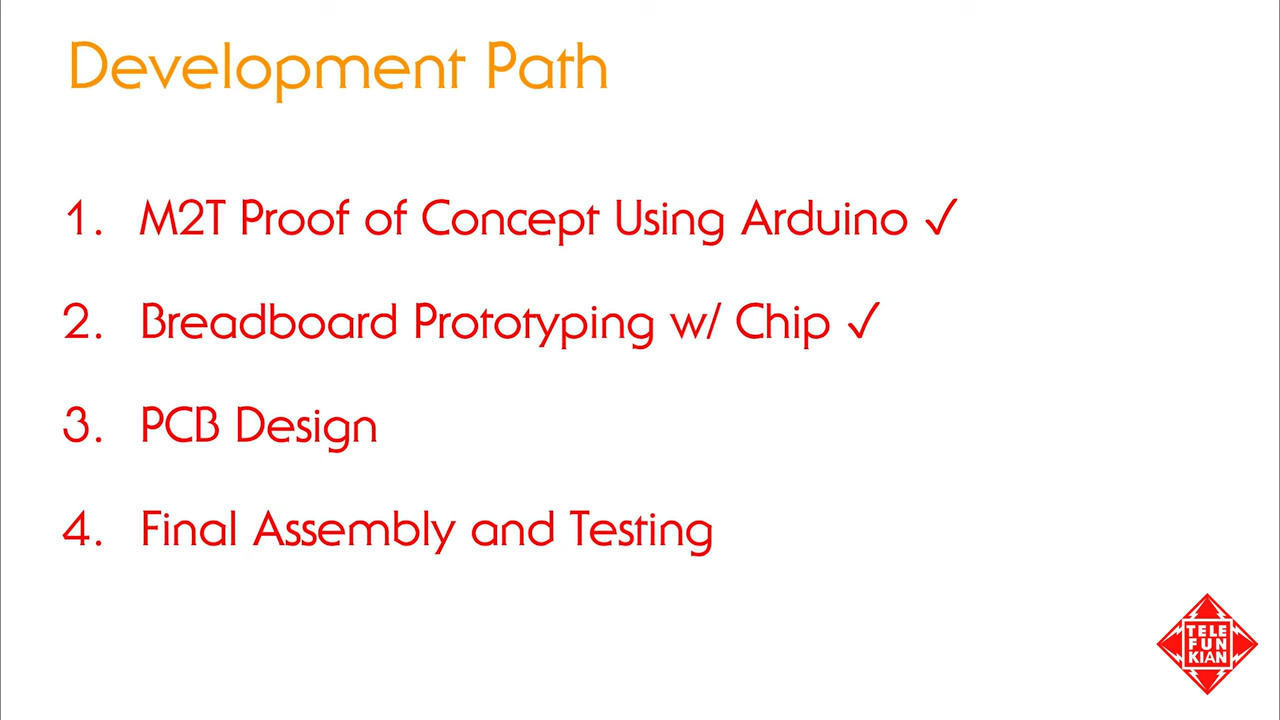 Development Path
1. M2T Proof of Concept Using Arduino ✓
2. Breadboard Prototyping w/ Chip ✓
3. PCB Design
4. Final Assembly and Testing
TELE
FUN
KIAN